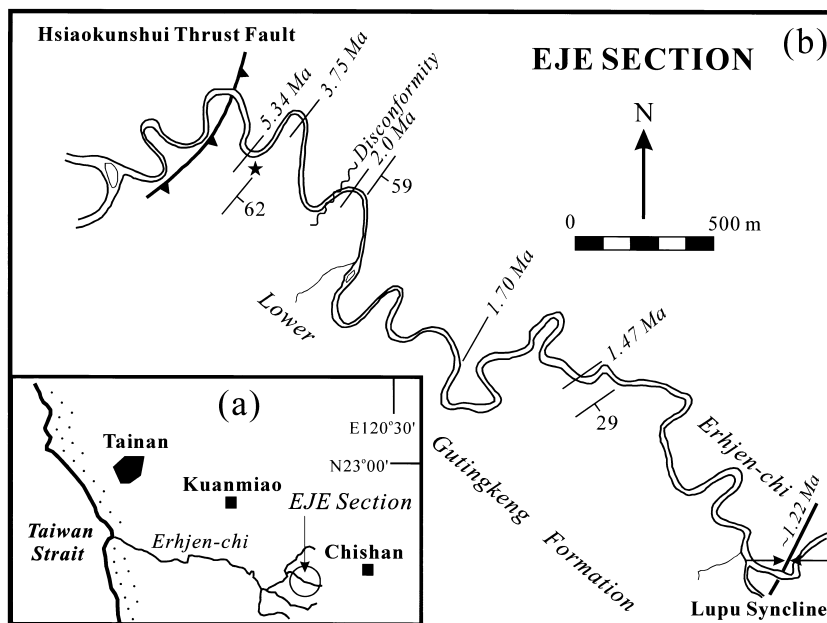 Hsiaokunshui Thrust Fault
(b)
EJE SECTION
5.34 Ma
3.75 Ma
Disconformity
2.0 Ma
N
62
59
0 500 m
Lower
1.70 Ma
1.47 Ma
29
Gutingkeng Formation
Erhjen-chi
~1.22 Ma
Lupu Syncline
(a)
E120°30'
N23°00'
Tainan
Kuanmiao
EJE Section
Taiwan
Strait
Erhjen-chi
Chishan